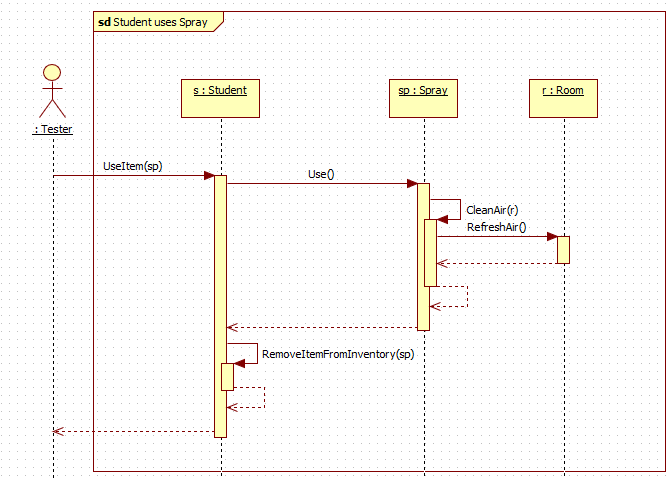 sd Student uses Spray
s : Student
sp : Spray
r : Room
: Tester
UseItem(sp)
Use()
CleanAir(r)
RefreshAir()
RemoveItemFromInventory(sp)